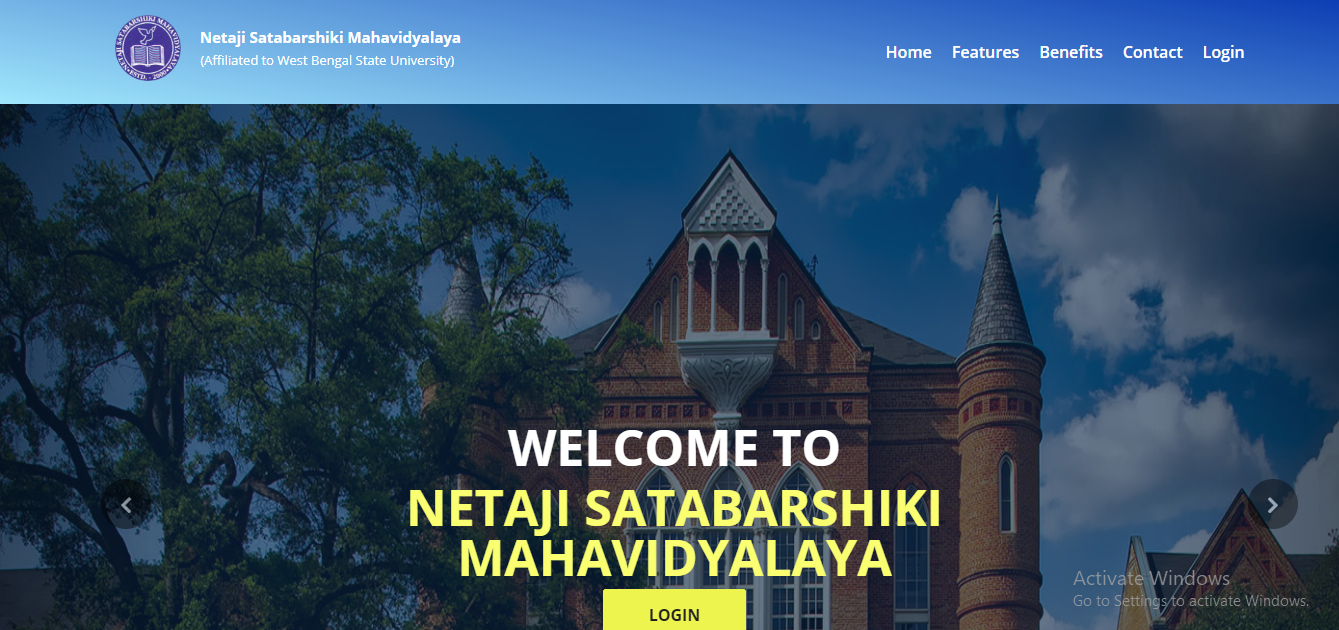 NETAJI SATABARSHIKI MAHAVIDYALAYA
ESTD. - 2000
Netaji Satabarshiki Mahavidyalaya
(Affiliated to West Bengal State University)
Home Features Benefits Contact Login
WELCOME TO
NETAJI SATABARSHIKI
MAHAVIDYALAYA
LOGIN
Activate Windows
Go to Settings to activate Windows.